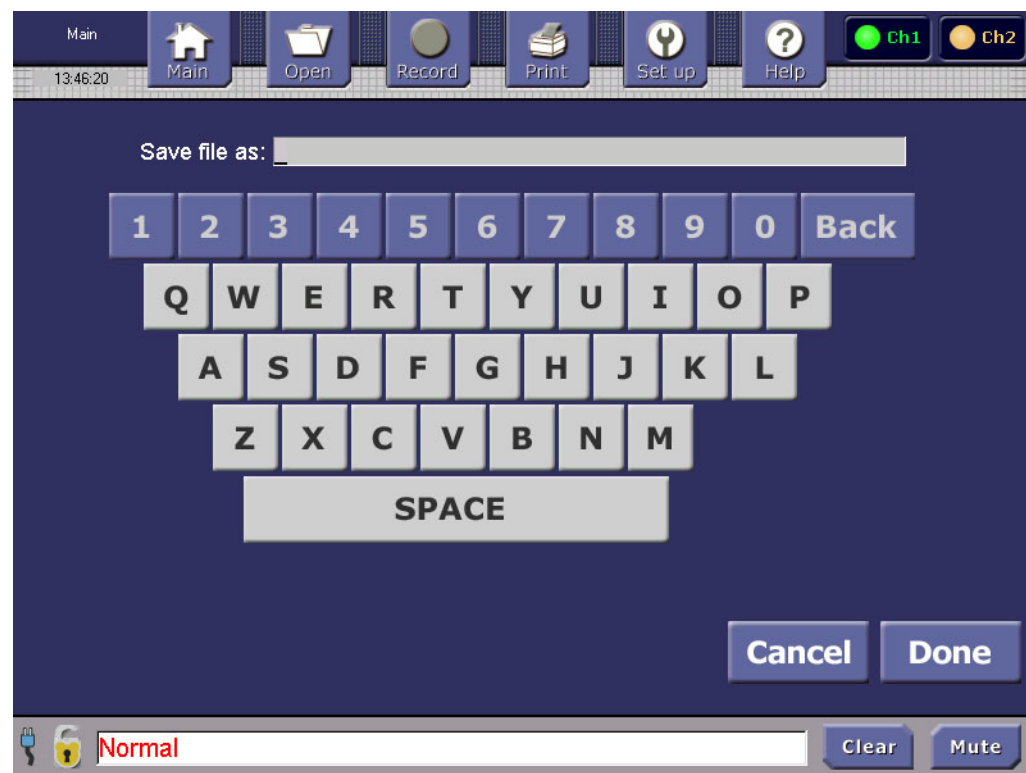 Main
13:46:20
Main Open Record Print Set up Help Ch1 Ch2
Save file as: _
1 2 3 4 5 6 7 8 9 0 Back
Q W E R T Y U I O P
A S D F G H J K L
Z X C V B N M
SPACE
Cancel Done
Normal Clear Mute